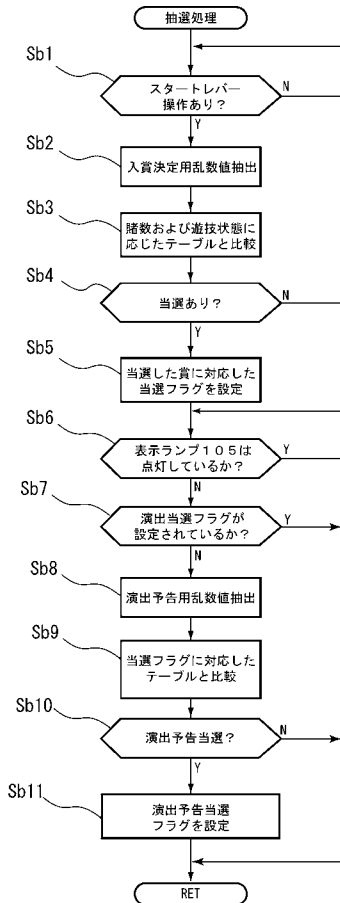 抽選処理
Sb1
スタートレバー
操作あり？
N
Y
Sb2
入賞決定用乱数値抽出
Sb3
賭数および遊技状態に
応じたテーブルと比較
Sb4
当選あり？
N
Y
Sb5
当選した賞に対応した
当選フラグを設定
Sb6
表示ランプ１０５は
点灯しているか？
Y
N
Sb7
演出当選フラグが
設定されているか？
Y
N
Sb8
演出予告用乱数値抽出
Sb9
当選フラグに対応した
テーブルと比較
Sb10
演出予告当選？
N
Y
Sb11
演出予告当選
フラグを設定
RET